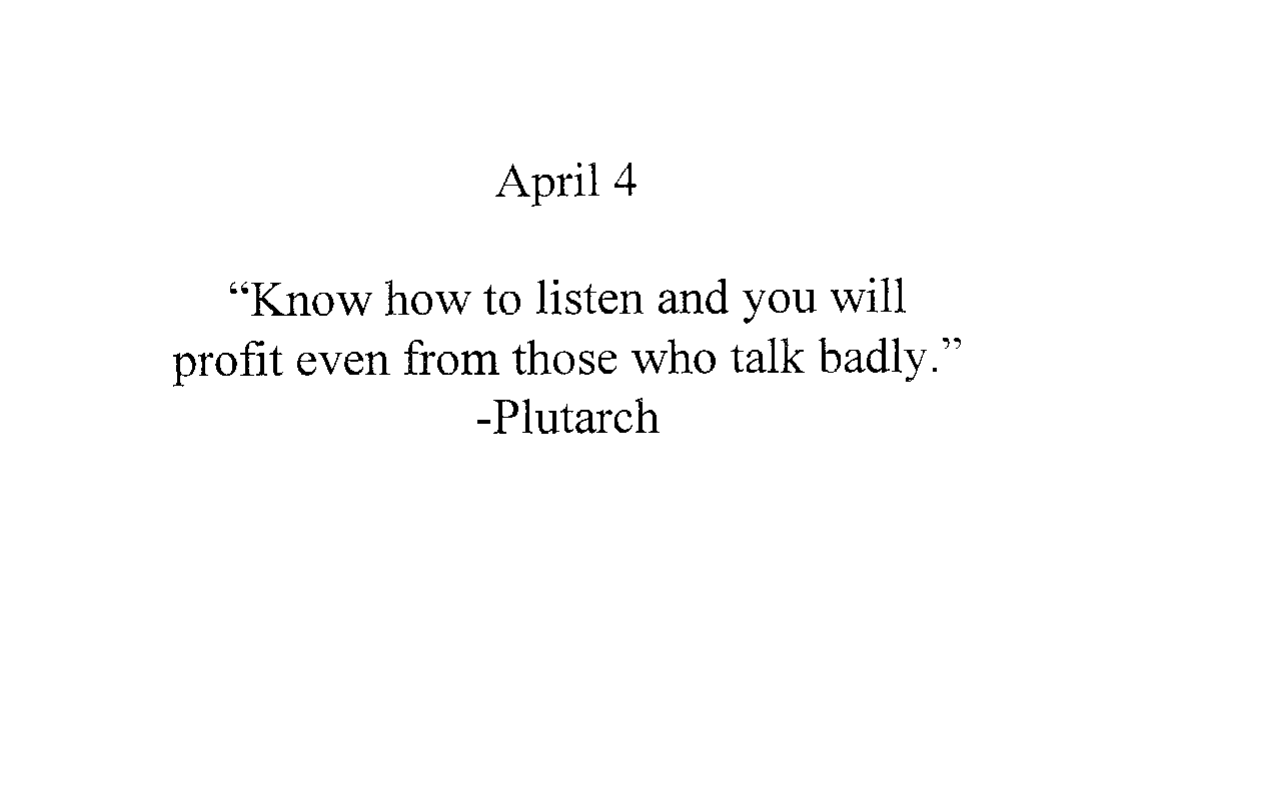 April 4
“Know how to listen and you will
profit even from those who talk badly.”
-Plutarch